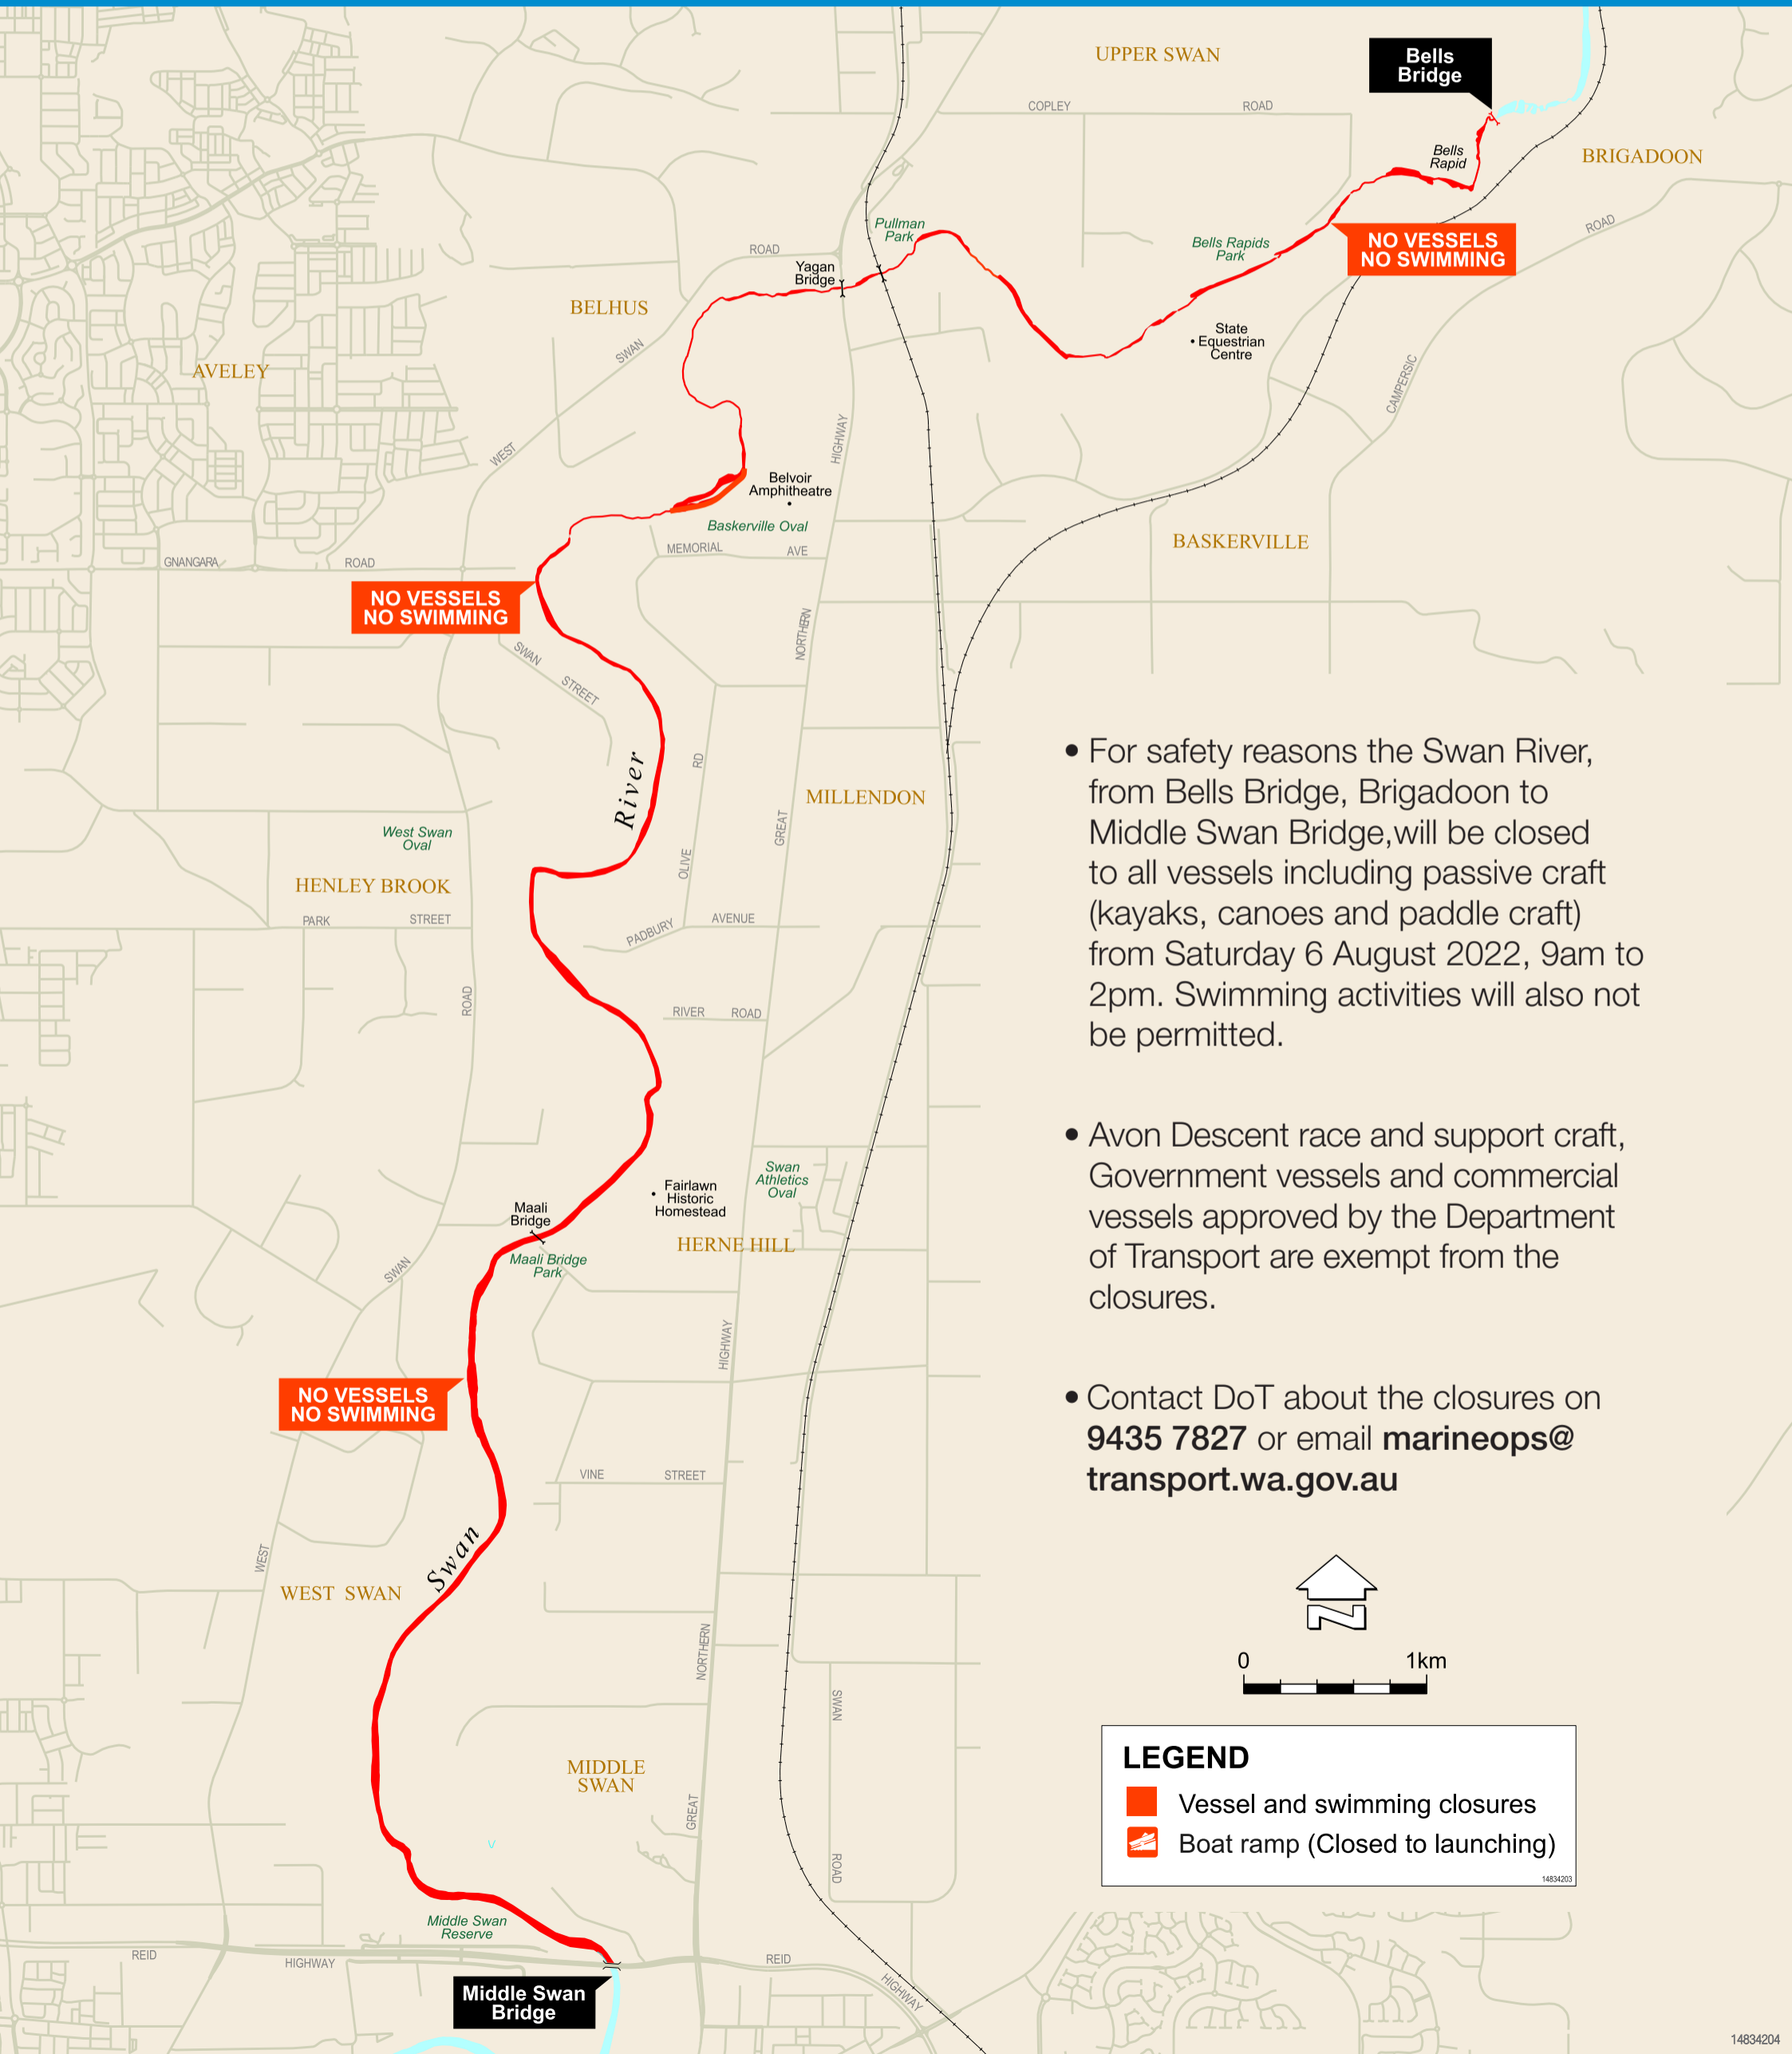 UPPER SWAN
Bells
Bridge
COPLEY
ROAD
Bells
Rapid
BRIGADOON
Pullman
Park
ROAD
ROAD
Bells Rapids
Park
NO VESSELS
NO SWIMMING
Yagan
Bridge
BELHUS
State
Equestrian
Centre
SWAN
AVELEY
CAMPERSIC
HIGHWAY
WEST
Belvoir
Amphitheatre
Baskerville Oval
BASKERVILLE
MEMORIAL
AVE
GNANGARA
ROAD
NO VESSELS
NO SWIMMING
NORTHERN
SWAN
STREET
River
RD
MILLENDON
GREAT
West Swan
Oval
OLIVE
HENLEY BROOK
PARK
STREET
PADBURY
AVENUE
ROAD
RIVER
ROAD
• For safety reasons the Swan River,
from Bells Bridge, Brigadoon to
Middle Swan Bridge,will be closed
to all vessels including passive craft
(kayaks, canoes and paddle craft)
from Saturday 6 August 2022, 9am to
2pm. Swimming activities will also not
be permitted.
• Avon Descent race and support craft,
Government vessels and commercial
vessels approved by the Department
of Transport are exempt from the
closures.
• Contact DoT about the closures on
9435 7827 or email marineops@
transport.wa.gov.au
Swan
Athletics
Oval
Fairlawn
Historic
Homestead
Maali
Bridge
HERNE HILL
Maali Bridge
Park
SWAN
HIGHWAY
NO VESSELS
NO SWIMMING
VINE
STREET
Swan
WEST
WEST SWAN
NORTHERN
N
0
1km
SWAN
LEGEND
Vessel and swimming closures
Boat ramp (Closed to launching)
14834203
MIDDLE
SWAN
GREAT
ROAD
Middle Swan
Reserve
REID
HIGHWAY
REID
HIGHWAY
Middle Swan
Bridge
14834204